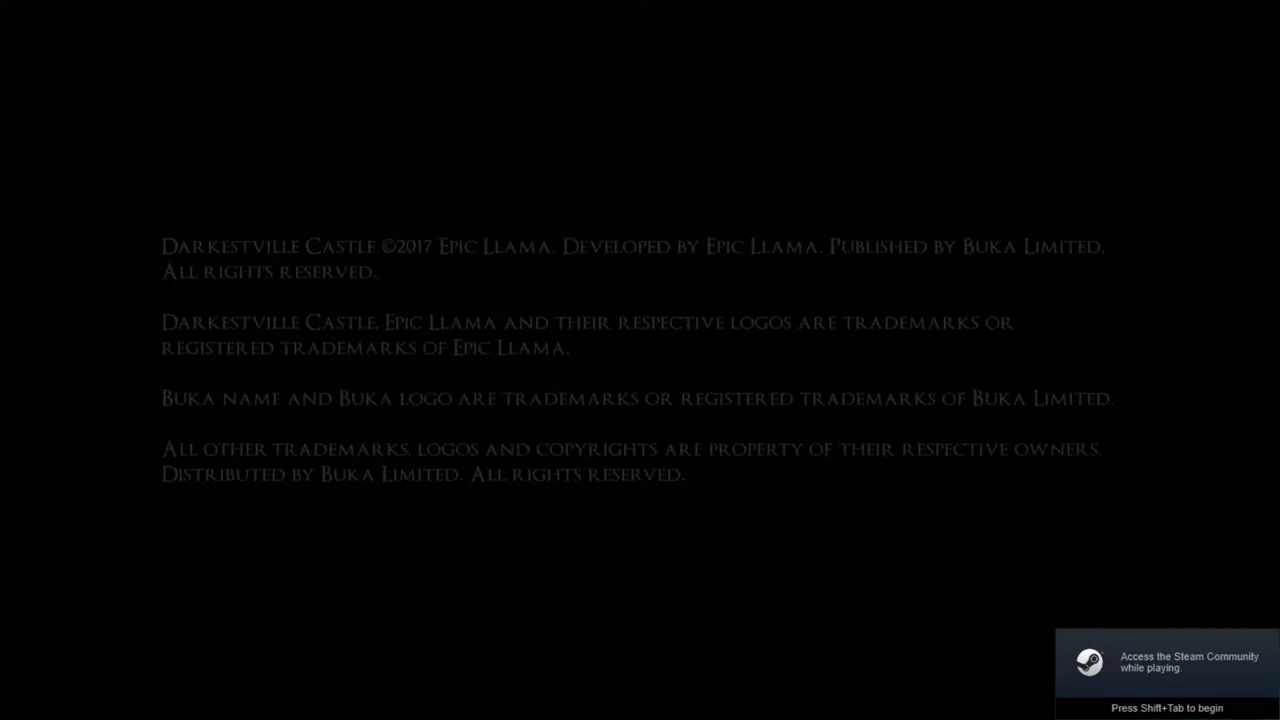 Darkestville Castle ©2017 Epic Llama. Developed by Epic Llama. Published by Buka Limited.
All rights reserved.
Darkestville Castle, Epic Llama and their respective logos are trademarks or
registered trademarks of Epic Llama.
Buka name and Buka logo are trademarks or registered trademarks of Buka Limited.
All other trademarks, logos and copyrights are property of their respective owners.
Distributed by Buka Limited. All rights reserved.
Access the Steam Community
while playing.
Press Shift+Tab to begin